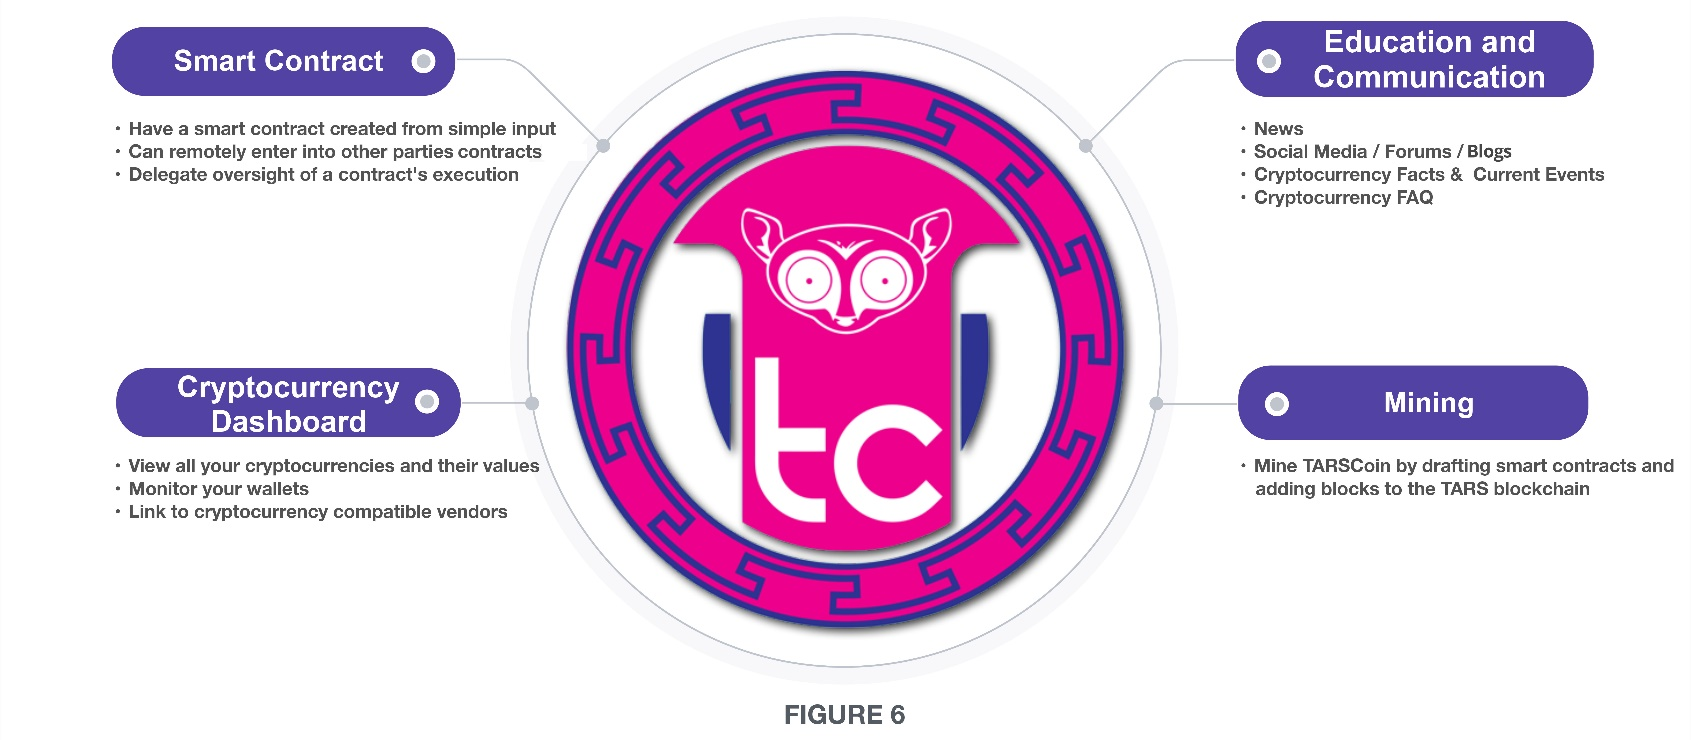 Smart Contract
• Have a smart contract created from simple input
• Can remotely enter into other parties contracts
• Delegate oversight of a contract's execution
Education and
Communication
• News
• Social Media / Forums / Blogs
• Cryptocurrency Facts & Current Events
• Cryptocurrency FAQ
Cryptocurrency
Dashboard
• View all your cryptocurrencies and their values
• Monitor your wallets
• Link to cryptocurrency compatible vendors
Mining
• Mine TARSCoin by drafting smart contracts and
adding blocks to the TARS blockchain
tc
FIGURE 6